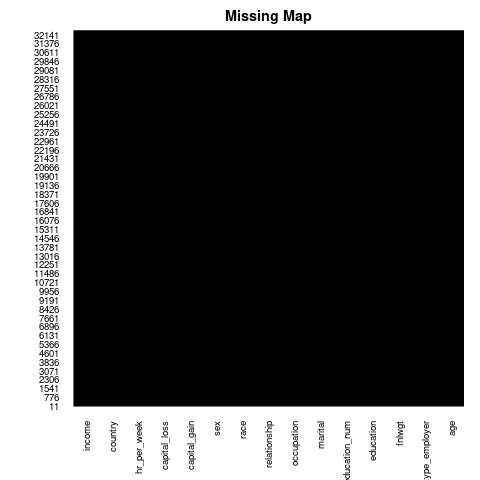 Missing Map
32141
31376
30611
29846
29081
28316
27551
26786
26021
25256
24491
23726
22961
22196
21431
20666
19901
19136
18371
17606
16841
16076
15311
14546
13781
13016
12251
11486
10721
9956
9191
8426
7661
6896
6131
5366
4601
3836
3071
2306
1541
776
11
income
country
hr_per_week
capital_loss
capital_gain
sex
race
relationship
occupation
marital
ducation_num
education
fnlwgt
ype_employer
age